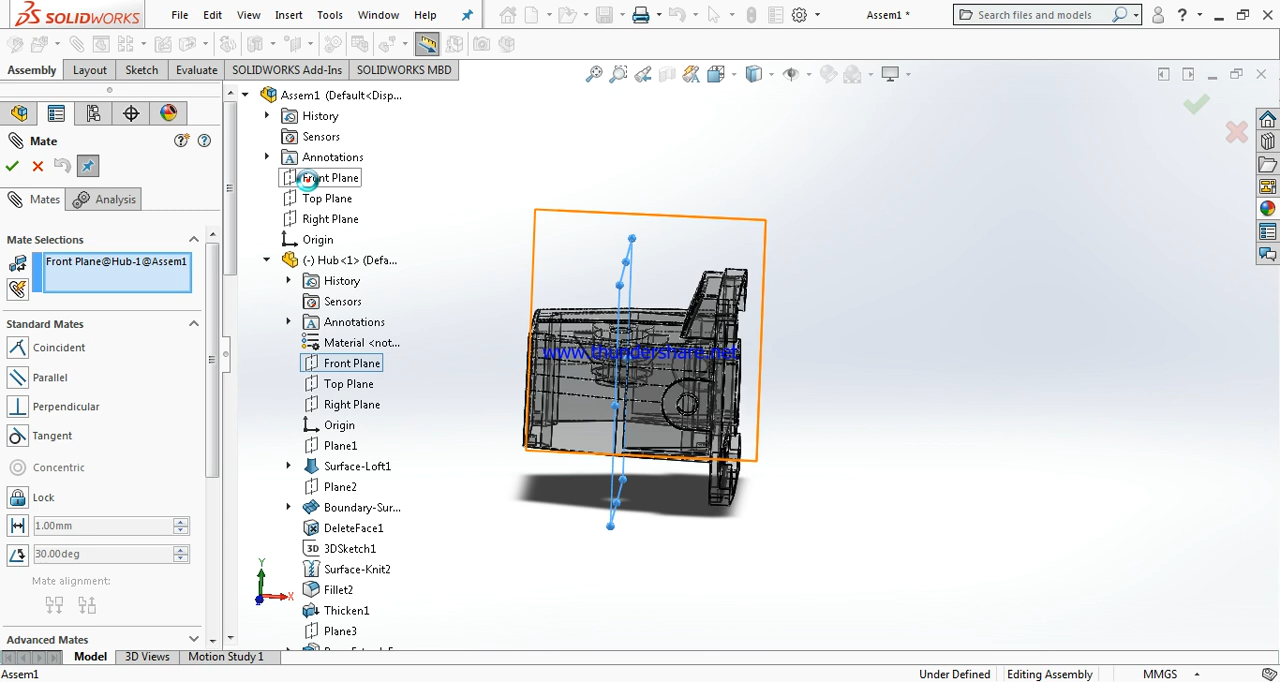 SOLIDWORKS File Edit View Insert Tools Window Help Assem1 * Search files and models
Assembly Layout Sketch Evaluate SOLIDWORKS Add-Ins SOLIDWORKS MBD
Mate
Mates Analysis
Mate Selections
Front Plane@Hub-1@Assem1
Standard Mates
Coincident
Parallel
Perpendicular
Tangent
Concentric
Lock
1.00mm
30.00deg
Mate alignment:
Advanced Mates
Assem1 (Default<Disp...
History
Sensors
Annotations
Front Plane
Top Plane
Right Plane
Origin
(-) Hub<1> (Defa...
History
Sensors
Annotations
Material <not...
Front Plane
Top Plane
Right Plane
Origin
Plane1
Surface-Loft1
Plane2
Boundary-Sur...
DeleteFace1
3D 3DSketch1
Surface-Knit2
Fillet2
Thicken1
Plane3
www.thundershare.net
Y
X
Model 3D Views Motion Study 1
Assem1 Under Defined Editing Assembly MMGS